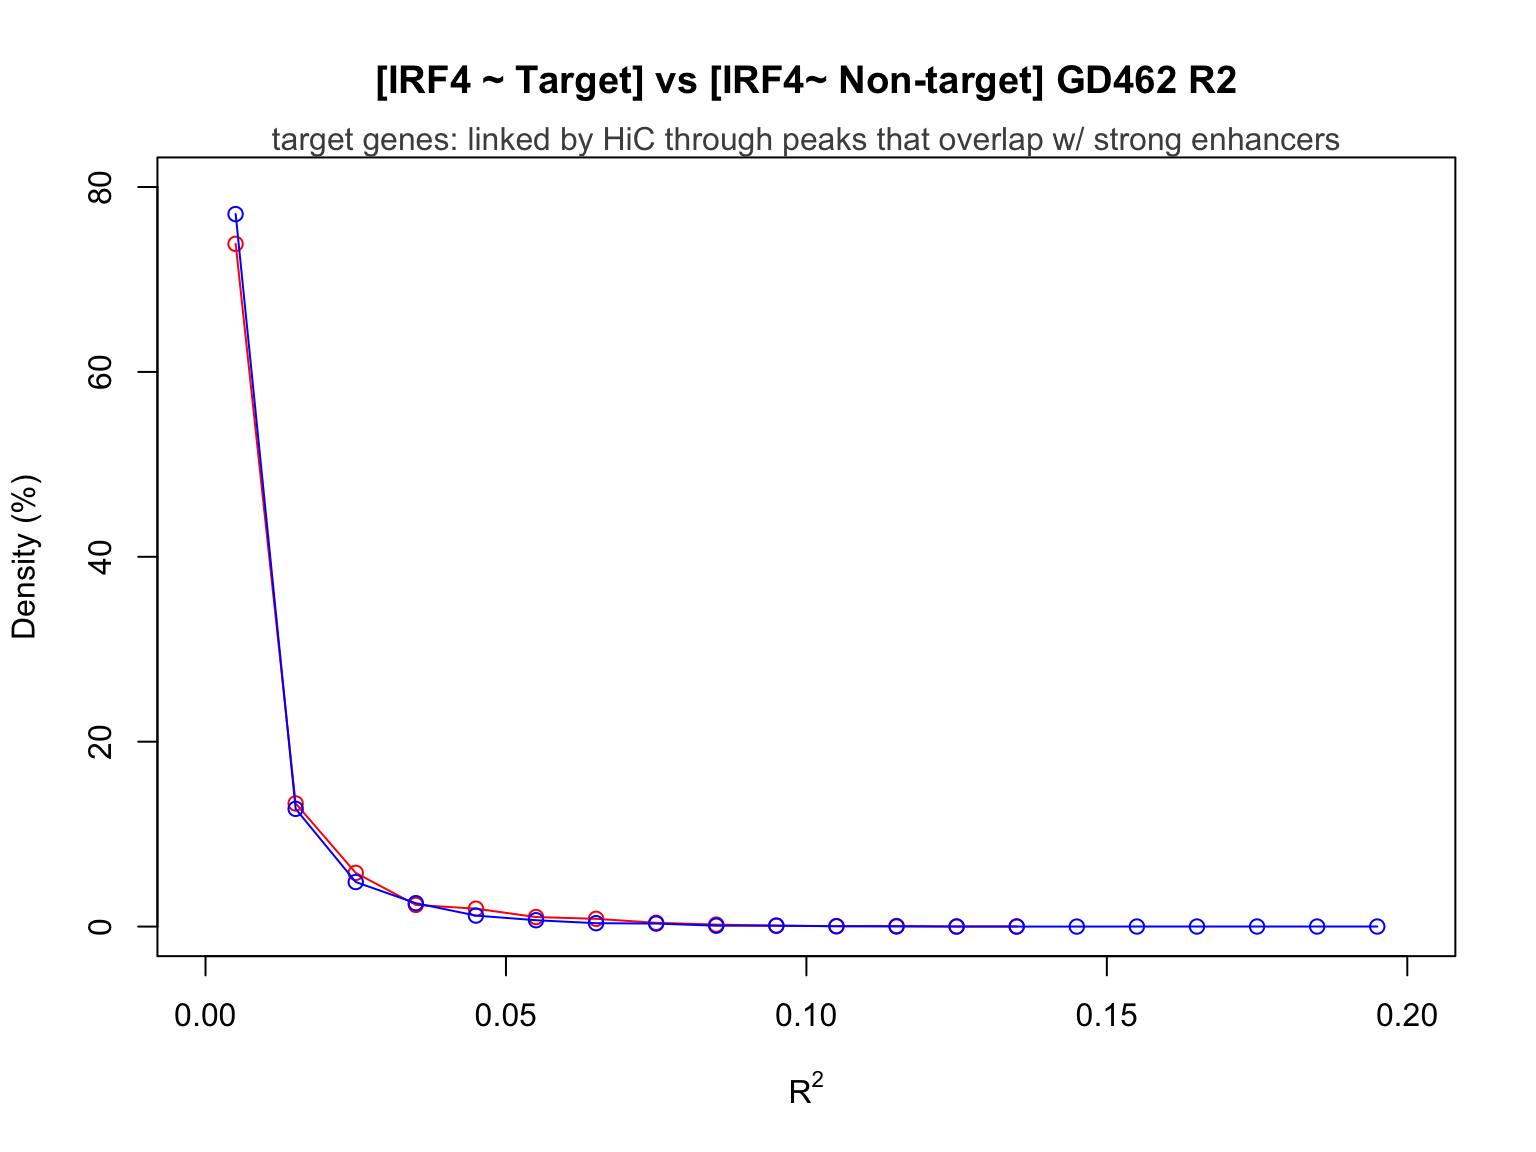 [IRF4 ~ Target] vs [IRF4~ Non-target] GD462 R2
target genes: linked by HiC through peaks that overlap w/ strong enhancers
Density (%)
80
60
40
20
0
0.00 0.05 0.10 0.15 0.20
R²